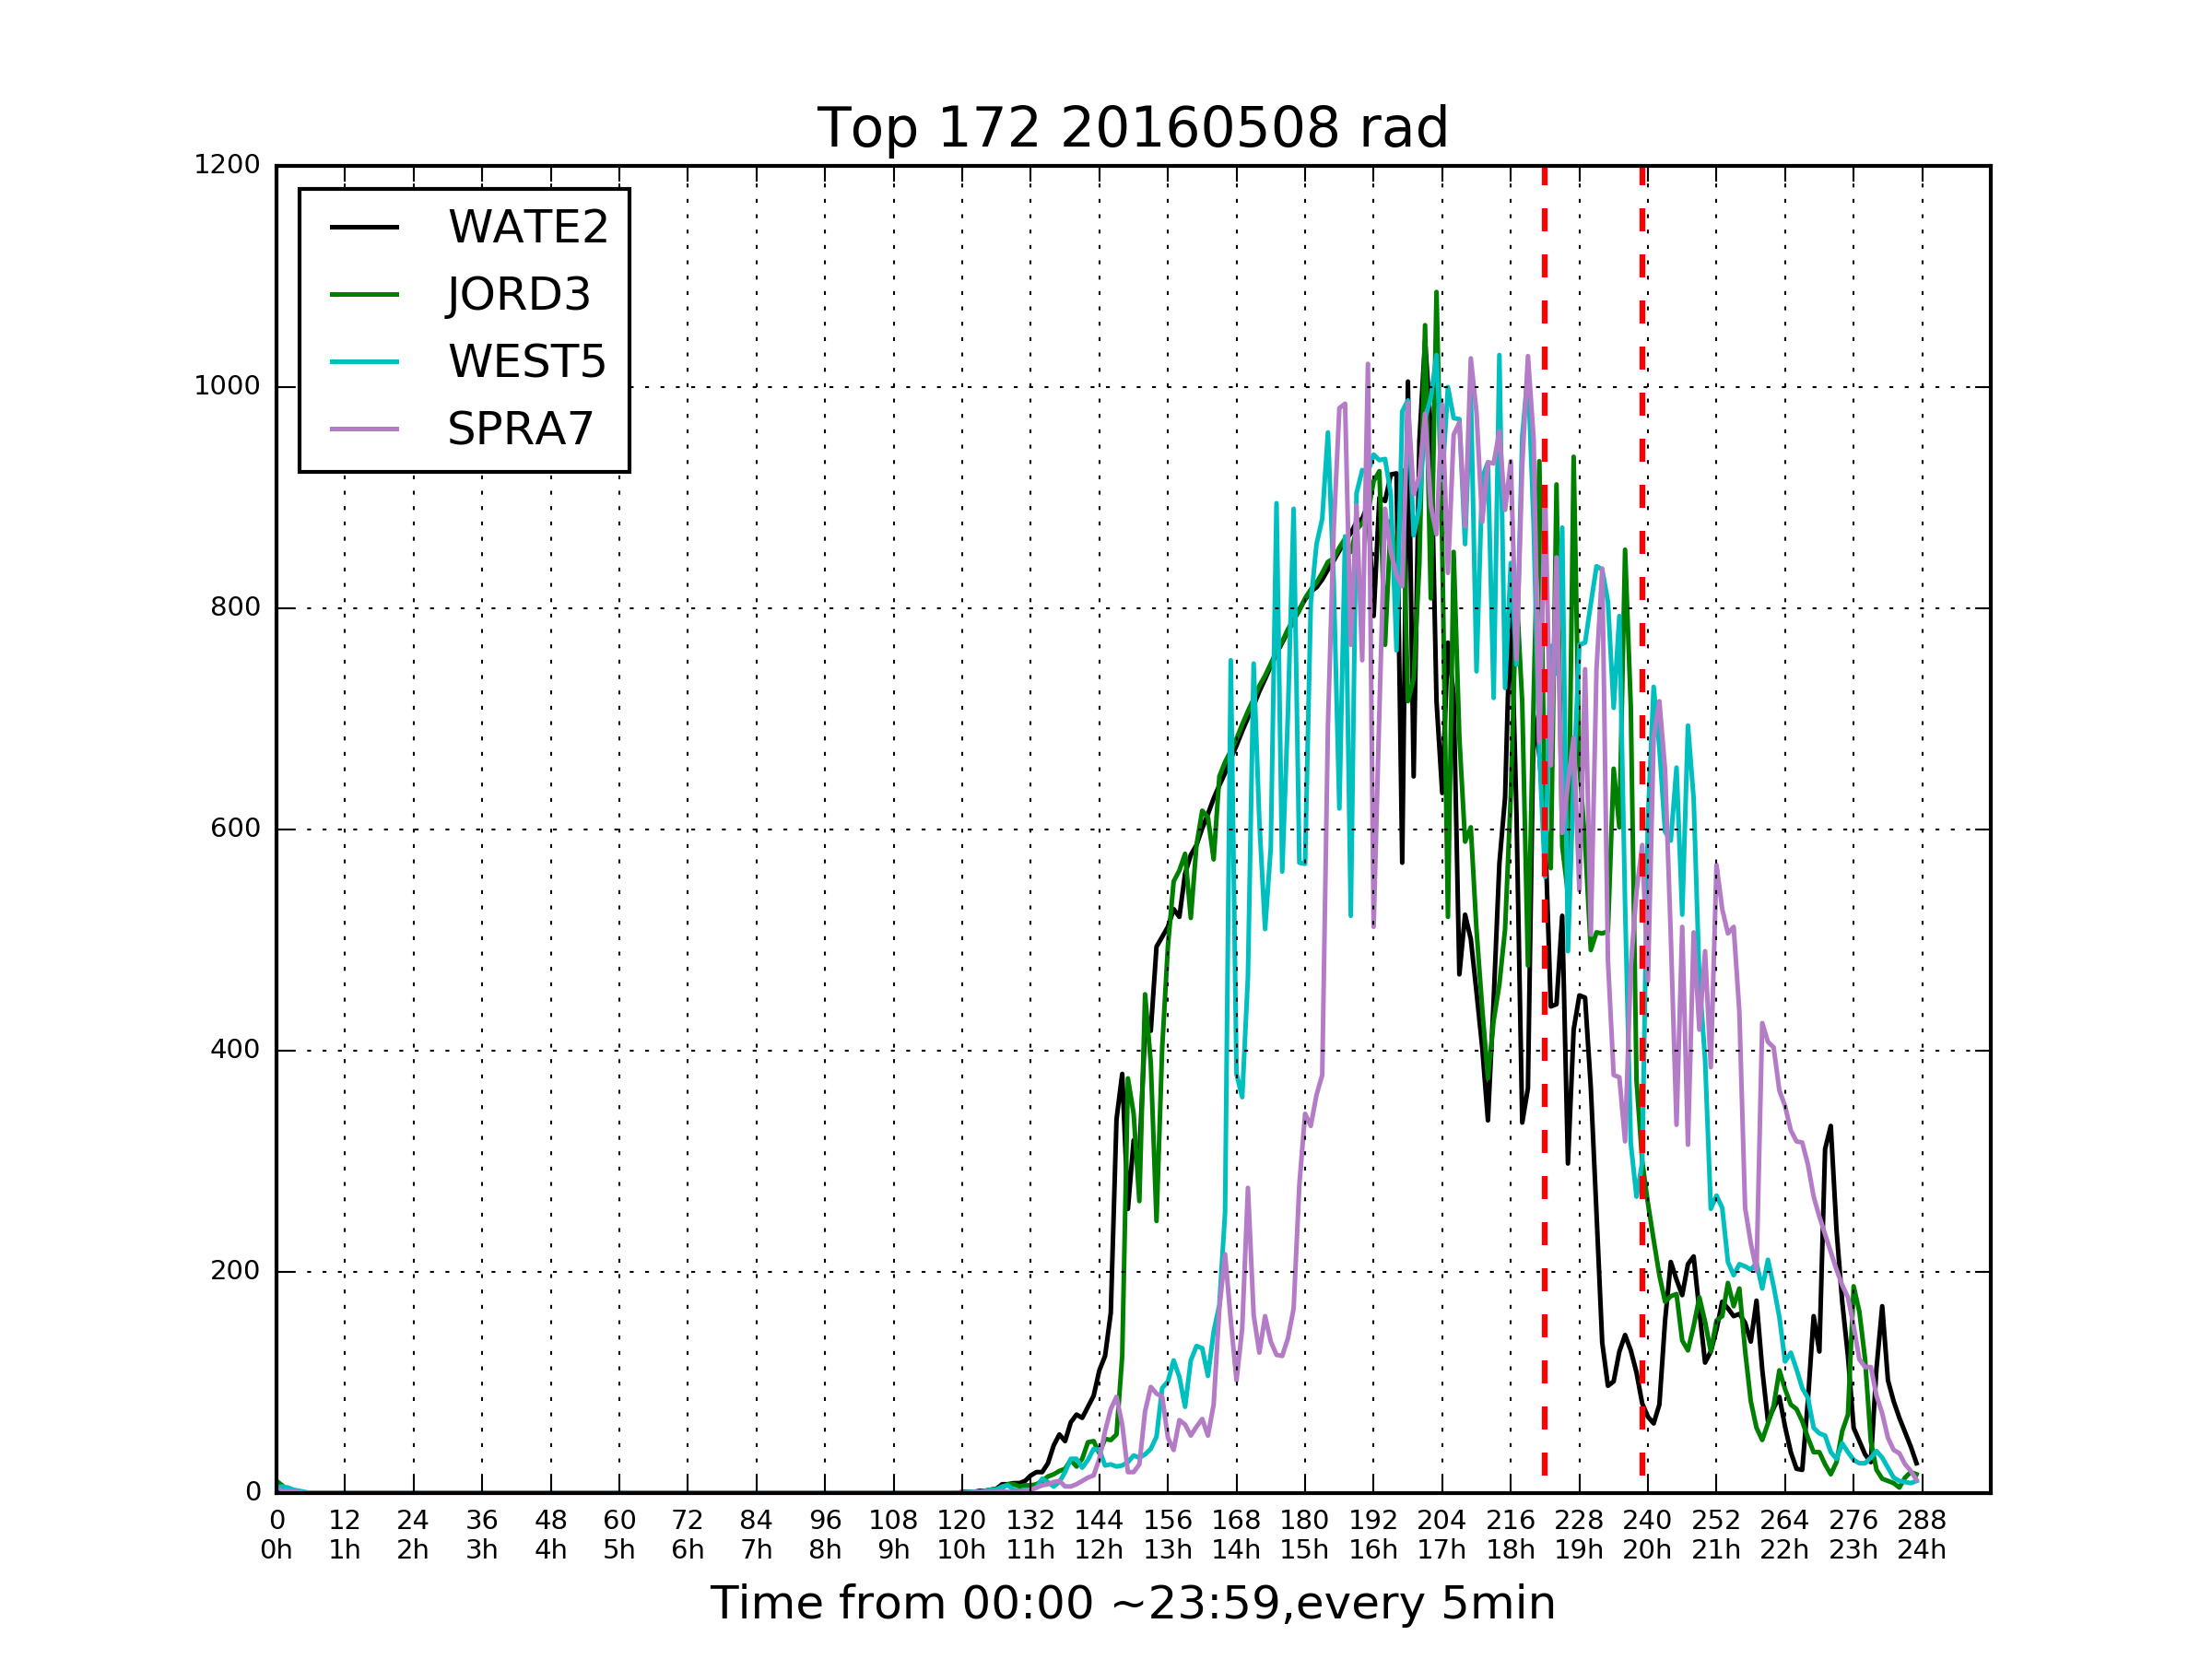 Top 172 20160508 rad
1200
1000
800
600
400
200
0
WATE2
JORD3
WEST5
SPRA7
0 12 24 36 48 60 72 84 96 108 120 132 144 156 168 180 192 204 216 228 240 252 264 276 288
0h 1h 2h 3h 4h 5h 6h 7h 8h 9h 10h 11h 12h 13h 14h 15h 16h 17h 18h 19h 20h 21h 22h 23h 24h
Time from 00:00 ~23:59,every 5min